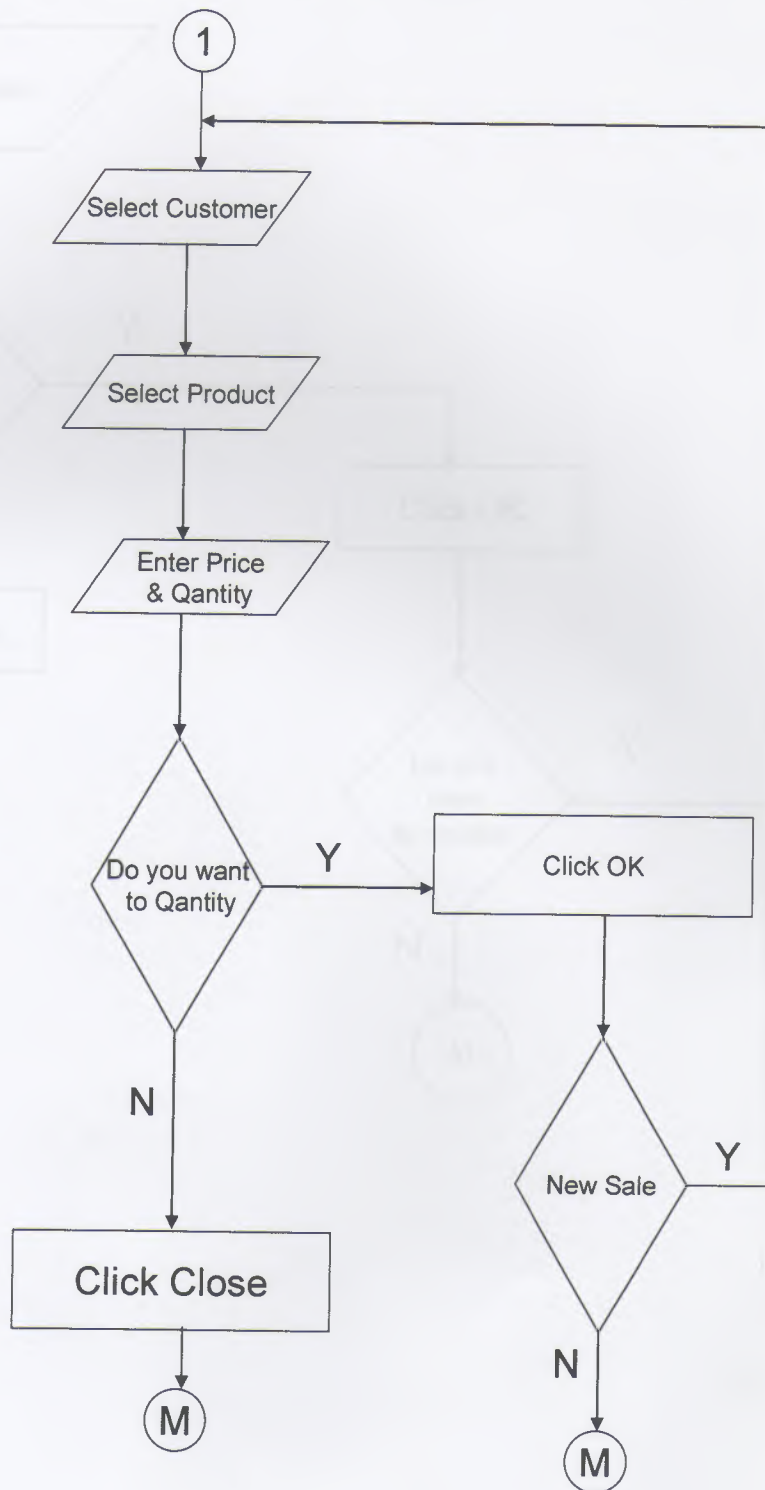 1
Select Customer
Select Product
Enter Price
& Qantity
Do you want
to Qantity
Y
Click OK
N
New Sale
Y
Click Close
N
M
M